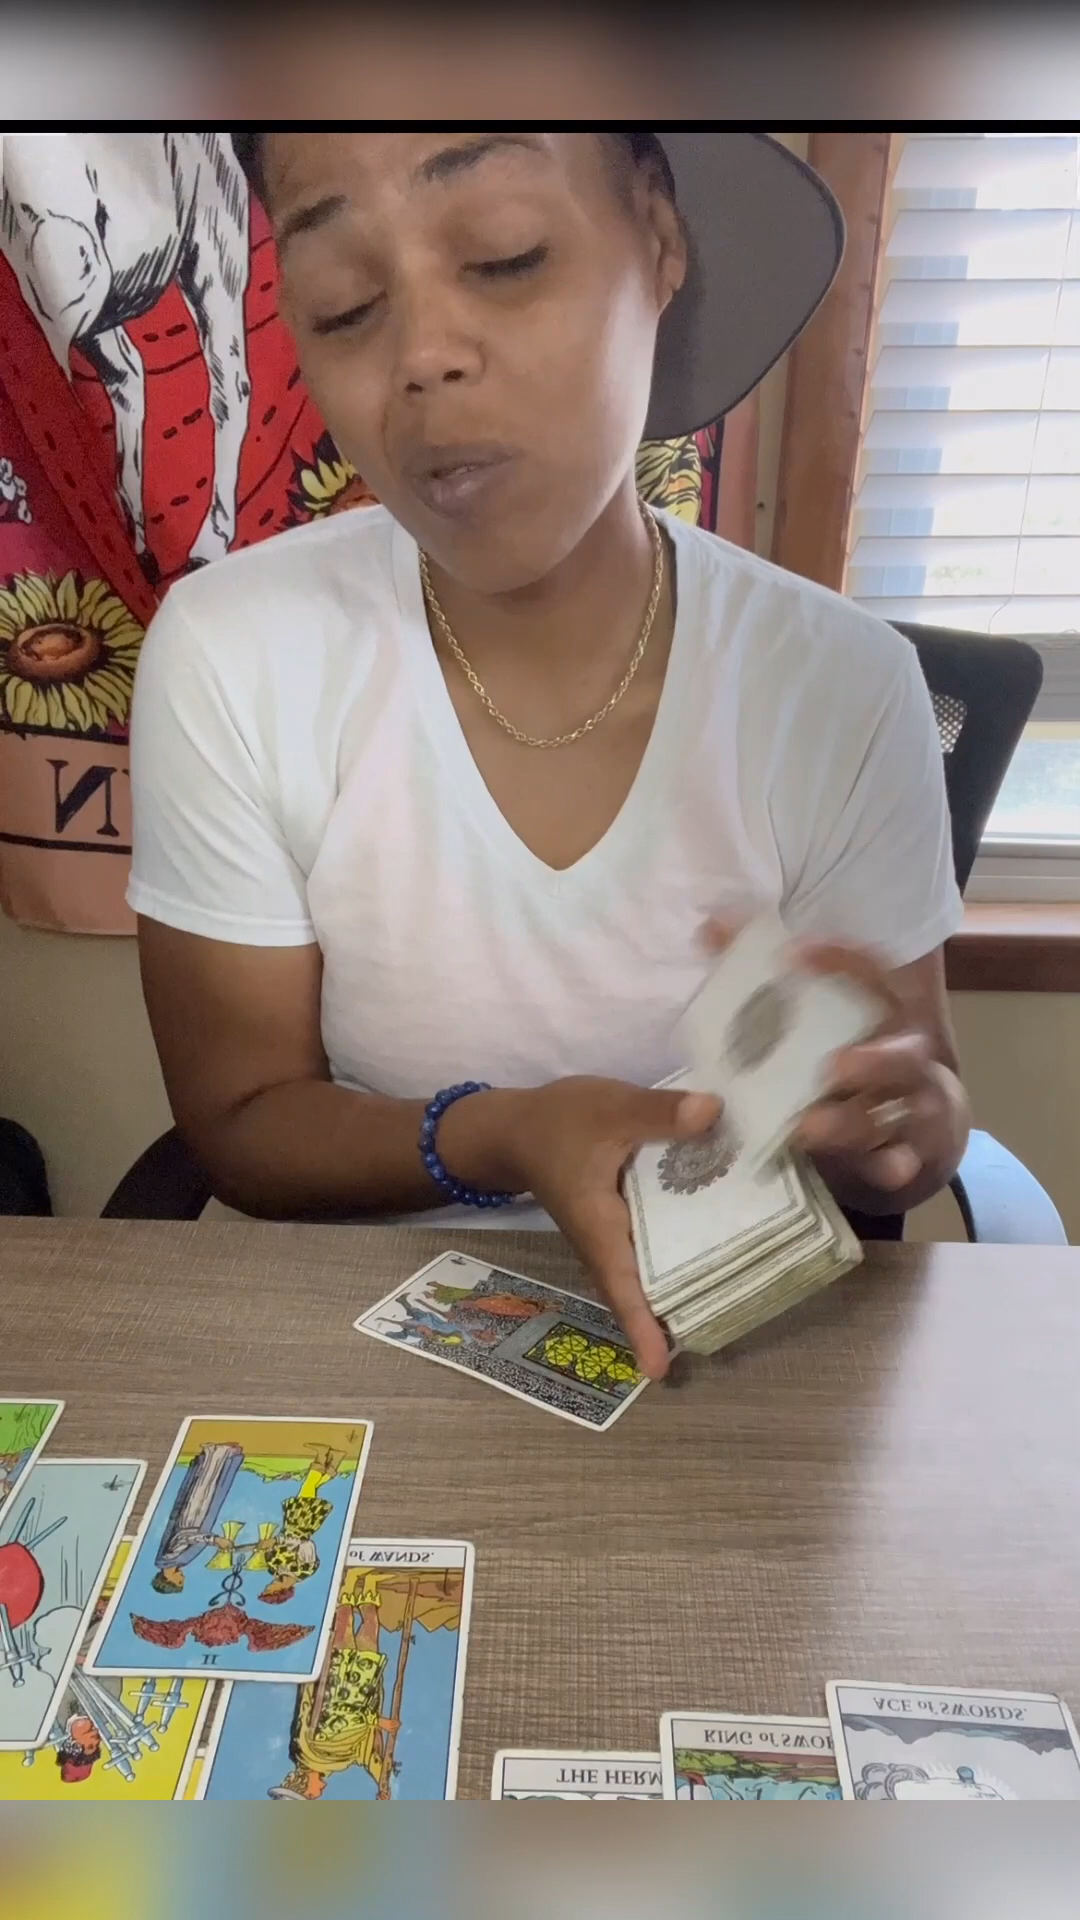 N
of WANDS.
II
ACE of SWORDS.
KING of SWOR
THE HERM